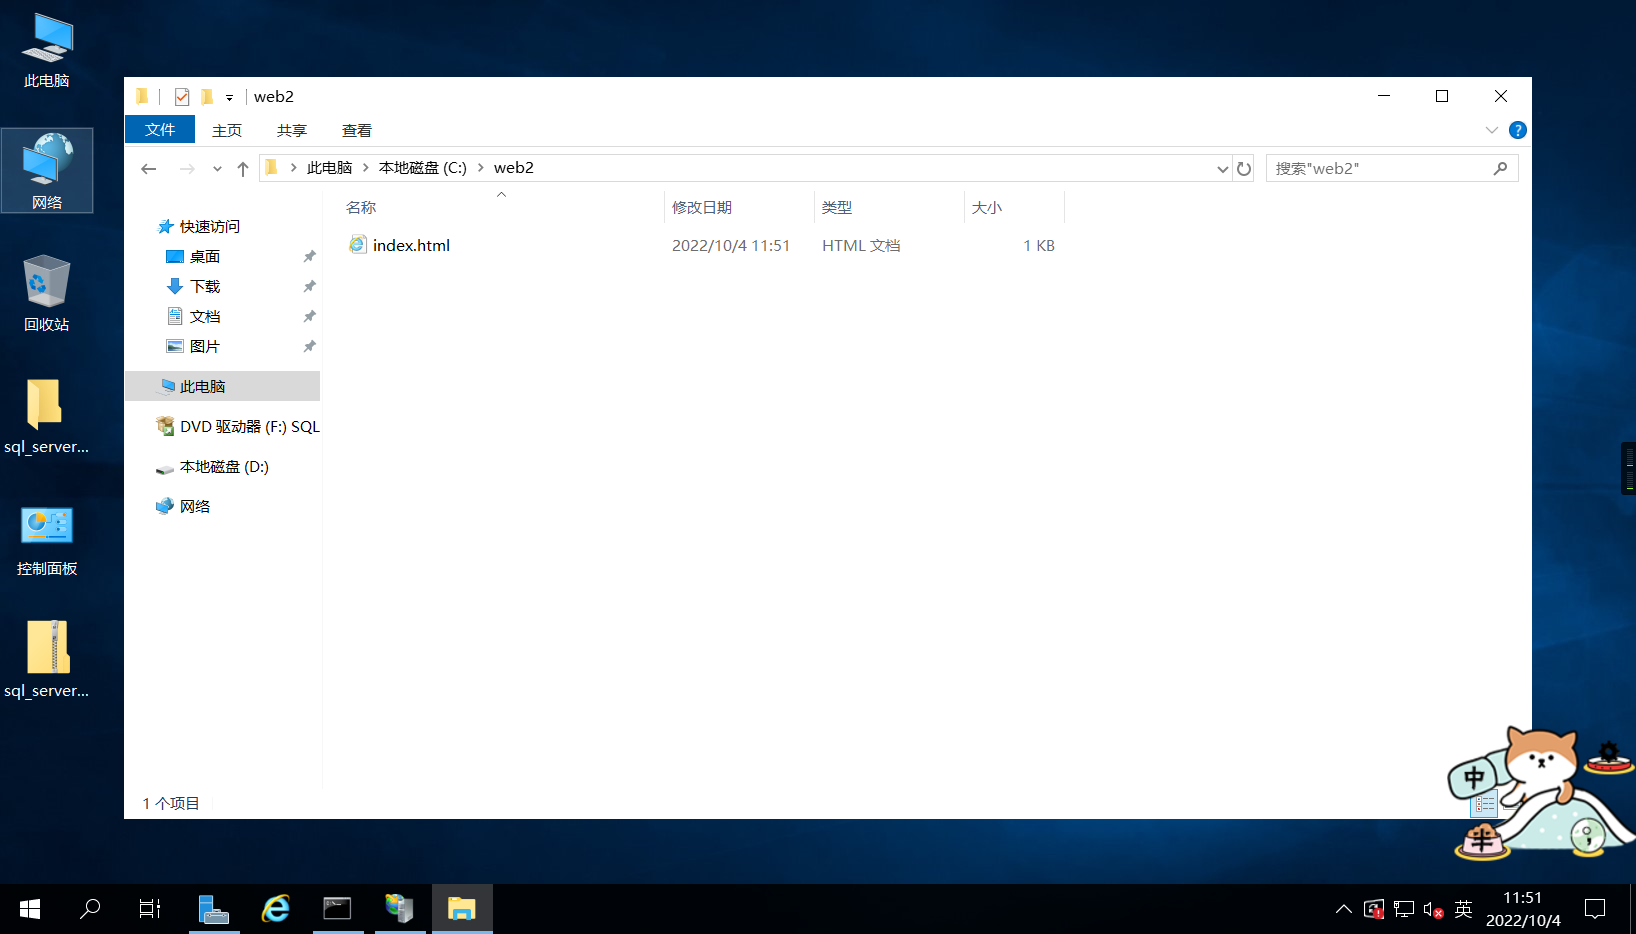 此电脑
网络
回收站
sql_server...
控制面板
sql_server...
web2
文件 主页 共享 查看
?
此电脑 本地磁盘 (C:) web2
搜索"web2"
名称 修改日期 类型 大小
index.html 2022/10/4 11:51 HTML 文档 1 KB
快速访问
桌面
下载
文档
图片
此电脑
DVD 驱动器 (F:) SQL
本地磁盘 (D:)
网络
1 个项目
中
半
英
11:51
2022/10/4